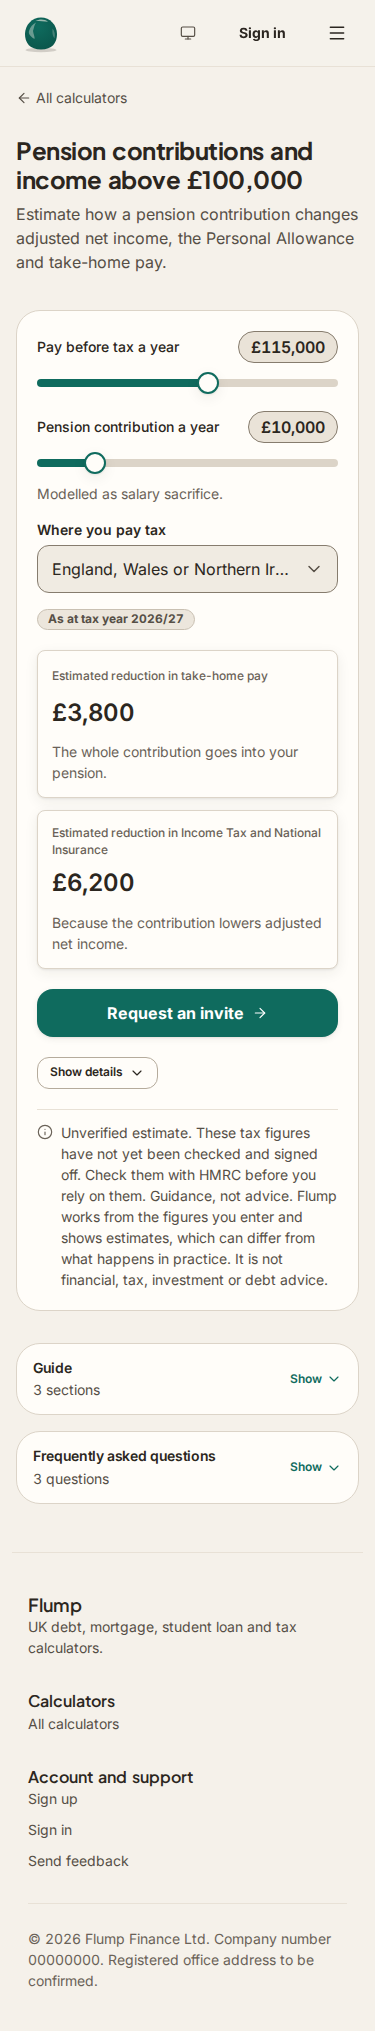 Sign in
All calculators
Pension contributions and
income above £100,000
Estimate how a pension contribution changes
adjusted net income, the Personal Allowance
and take-home pay.
Pay before tax a year
£115,000
Pension contribution a year
£10,000
Modelled as salary sacrifice.
Where you pay tax
England, Wales or Northern Ir...
As at tax year 2026/27
Estimated reduction in take-home pay
£3,800
The whole contribution goes into your
pension.
Estimated reduction in Income Tax and National
Insurance
£6,200
Because the contribution lowers adjusted
net income.
Request an invite
Show details
Unverified estimate. These tax figures
have not yet been checked and signed
off. Check them with HMRC before you
rely on them. Guidance, not advice. Flump
works from the figures you enter and
shows estimates, which can differ from
what happens in practice. It is not
financial, tax, investment or debt advice.
Guide
3 sections
Show
Frequently asked questions
3 questions
Show
Flump
UK debt, mortgage, student loan and tax
calculators.
Calculators
All calculators
Account and support
Sign up
Sign in
Send feedback
© 2026 Flump Finance Ltd. Company number
00000000. Registered office address to be
confirmed.